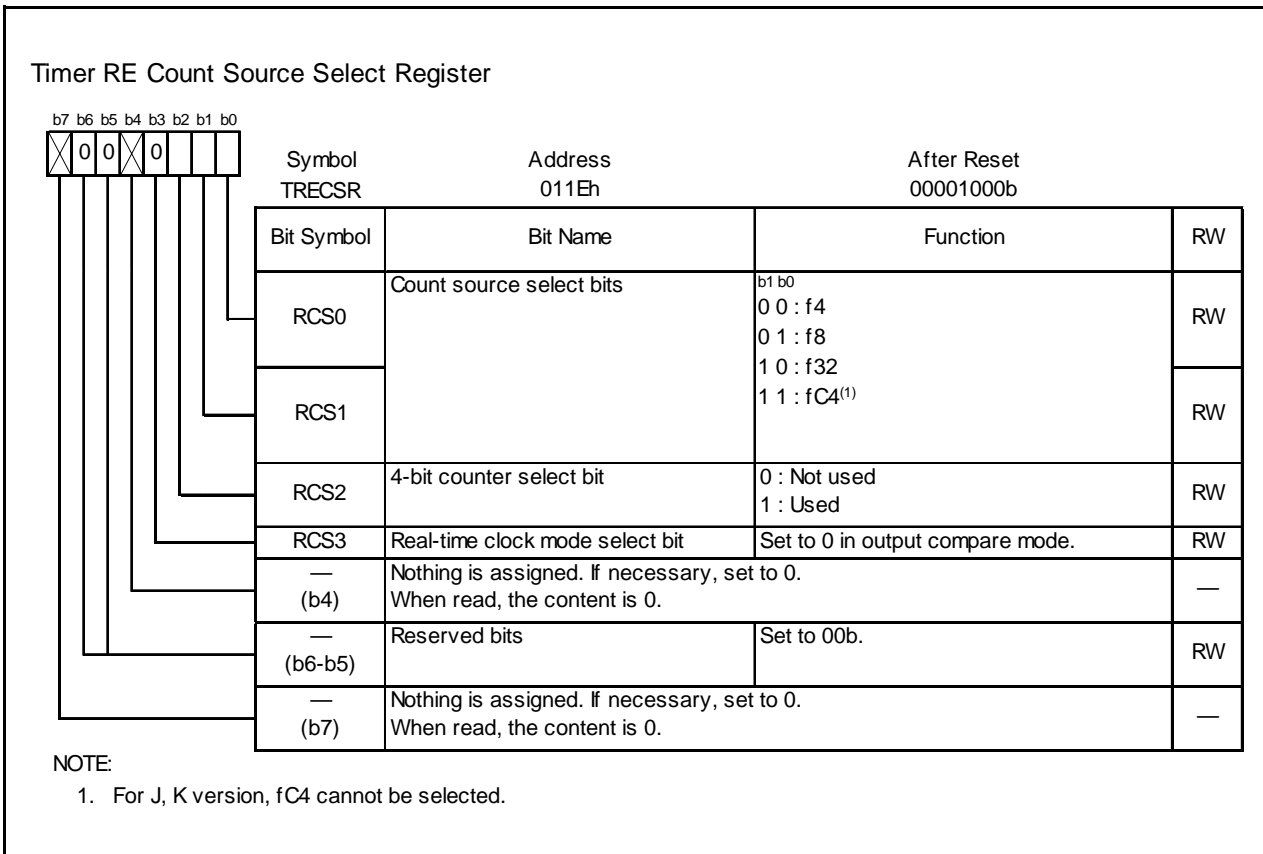 Timer RE Count Source Select Register
b7 b6 b5 b4 b3 b2 b1 b0
0 0 0
Symbol Address After Reset
TRECSR 011Eh 00001000b
Bit Symbol Bit Name Function RW
RCS0 Count source select bits b1 b0 RW
0 0 : f4
0 1 : f8
1 0 : f32
RCS1 1 1 : fC4(1) RW
RCS2 4-bit counter select bit 0 : Not used RW
1 : Used
RCS3 Real-time clock mode select bit Set to 0 in output compare mode. RW
— Nothing is assigned. If necessary, set to 0. —
(b4) When read, the content is 0.
— Reserved bits Set to 00b. RW
(b6-b5)
— Nothing is assigned. If necessary, set to 0. —
(b7) When read, the content is 0.
NOTE:
1. For J, K version, fC4 cannot be selected.